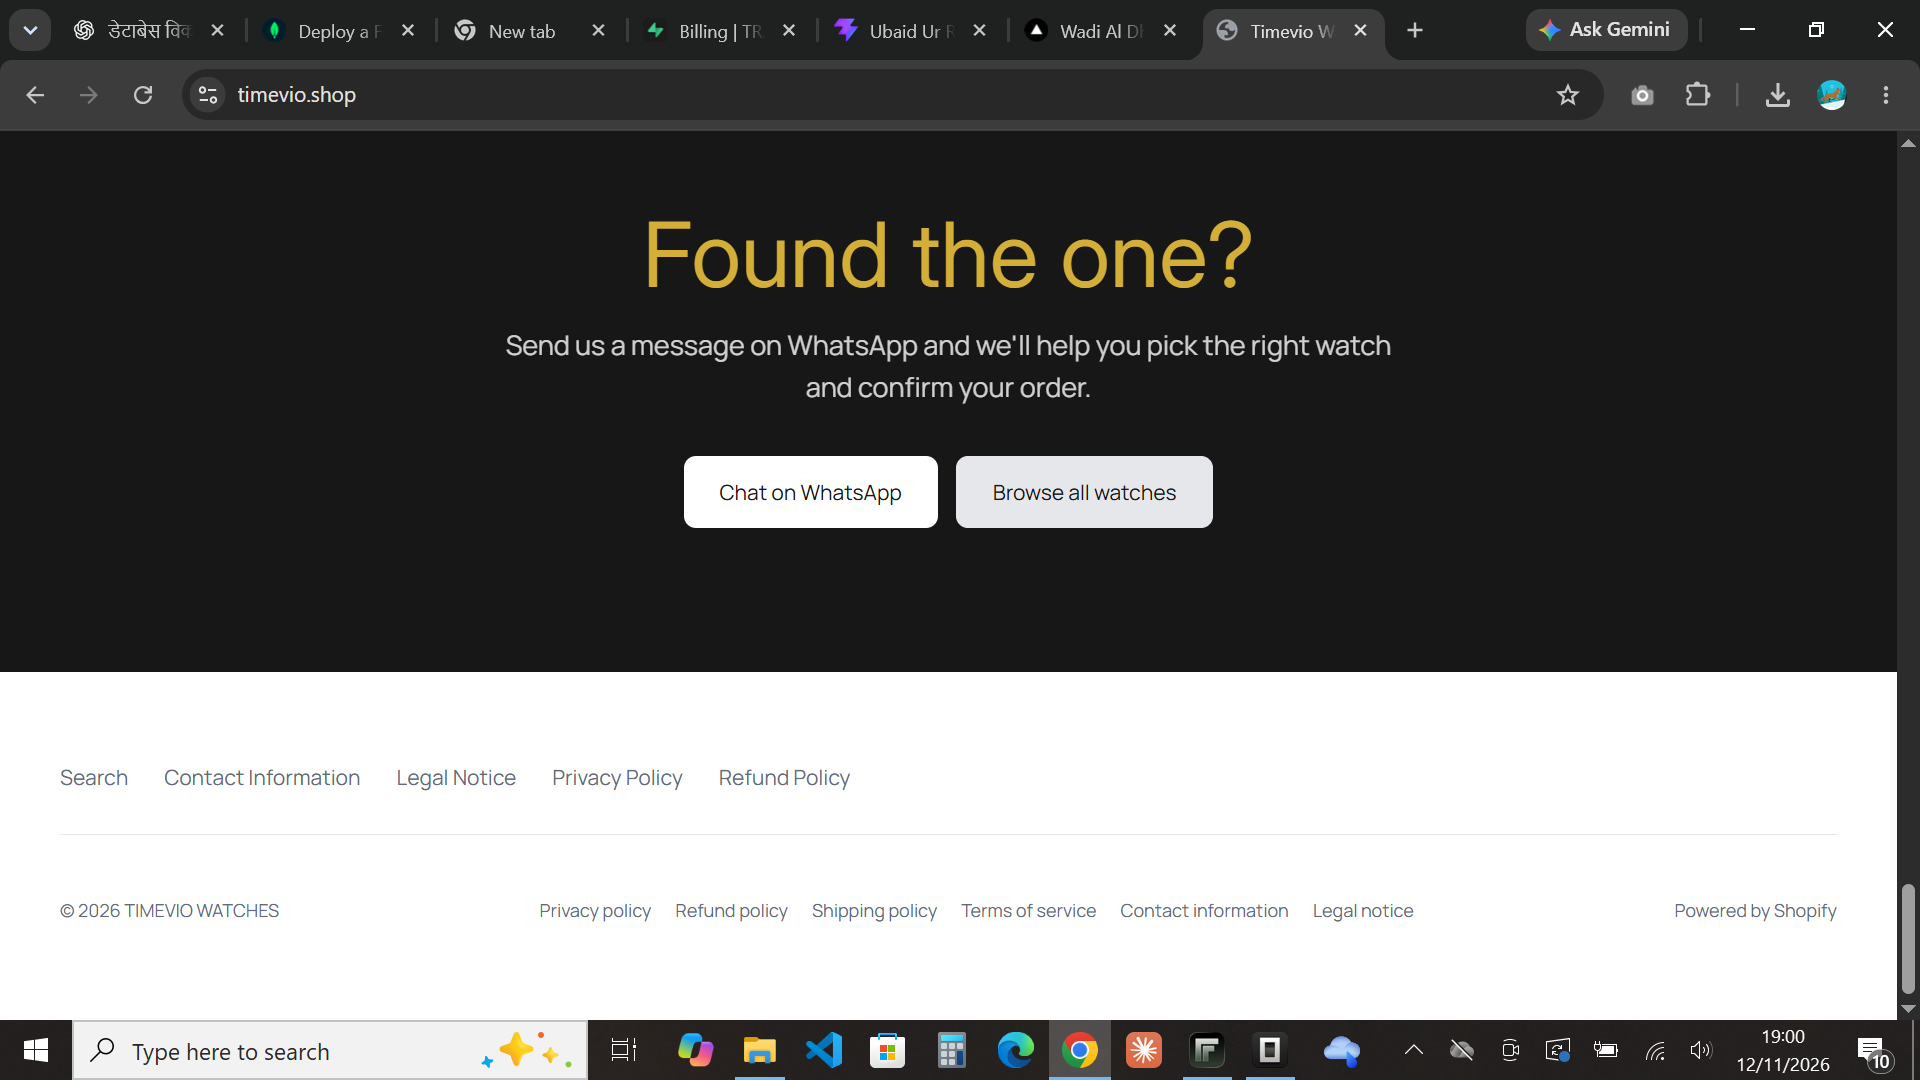 डेटाबेस विक
Deploy a F
New tab
Billing | TR
Ubaid Ur R
Wadi Al Dh
Timevio W
Ask Gemini
timevio.shop
Found the one?
Send us a message on WhatsApp and we'll help you pick the right watch
and confirm your order.
Chat on WhatsApp
Browse all watches
Search
Contact Information
Legal Notice
Privacy Policy
Refund Policy
© 2026 TIMEVIO WATCHES
Privacy policy
Refund policy
Shipping policy
Terms of service
Contact information
Legal notice
Powered by Shopify
Type here to search
19:00
12/11/2026
10